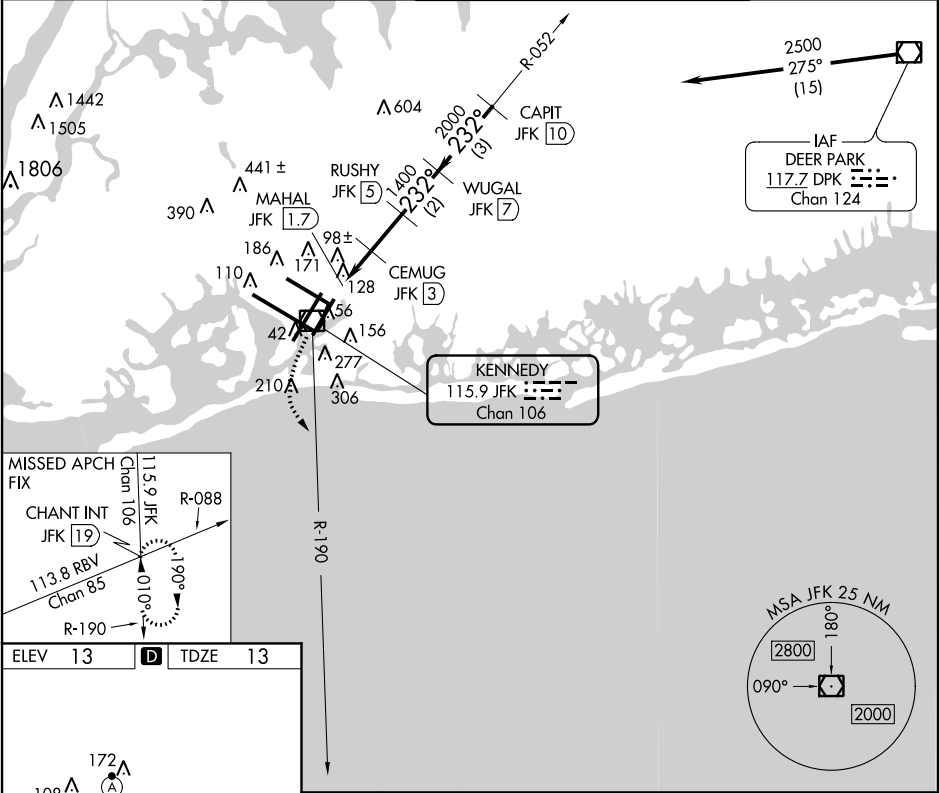 R-052
2500
275°
(15)
1442
1505
604
CAPIT
JFK 10
2000
232°
(3)
IAF
DEER PARK
117.7 DPK
Chan 124
1806
441 ±
RUSHY
JFK 5
1400
232°
(2)
WUGAL
JFK 7
390
MAHAL
JFK 1.7
186
171
98±
128
110
CEMUG
JFK 3
56
42
156
277
210
306
KENNEDY
115.9 JFK
Chan 106
MISSED APCH
FIX
Chan 106
115.9 JFK
R-088
CHANT INT
JFK 19
113.8 RBV
Chan 85
010°
190°
R-190
R-190
MSA JFK 25 NM
180°
2800
090°
2000
ELEV 13
D
TDZE 13
172
A